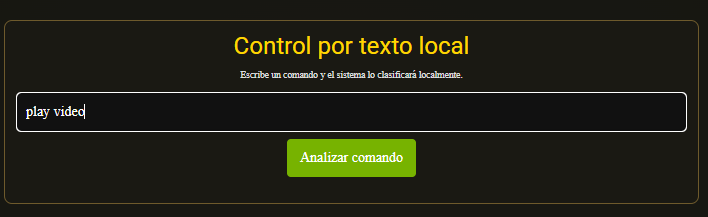 Control por texto local
Escribe un comando y el sistema lo clasificará localmente.
play video
Analizar comando